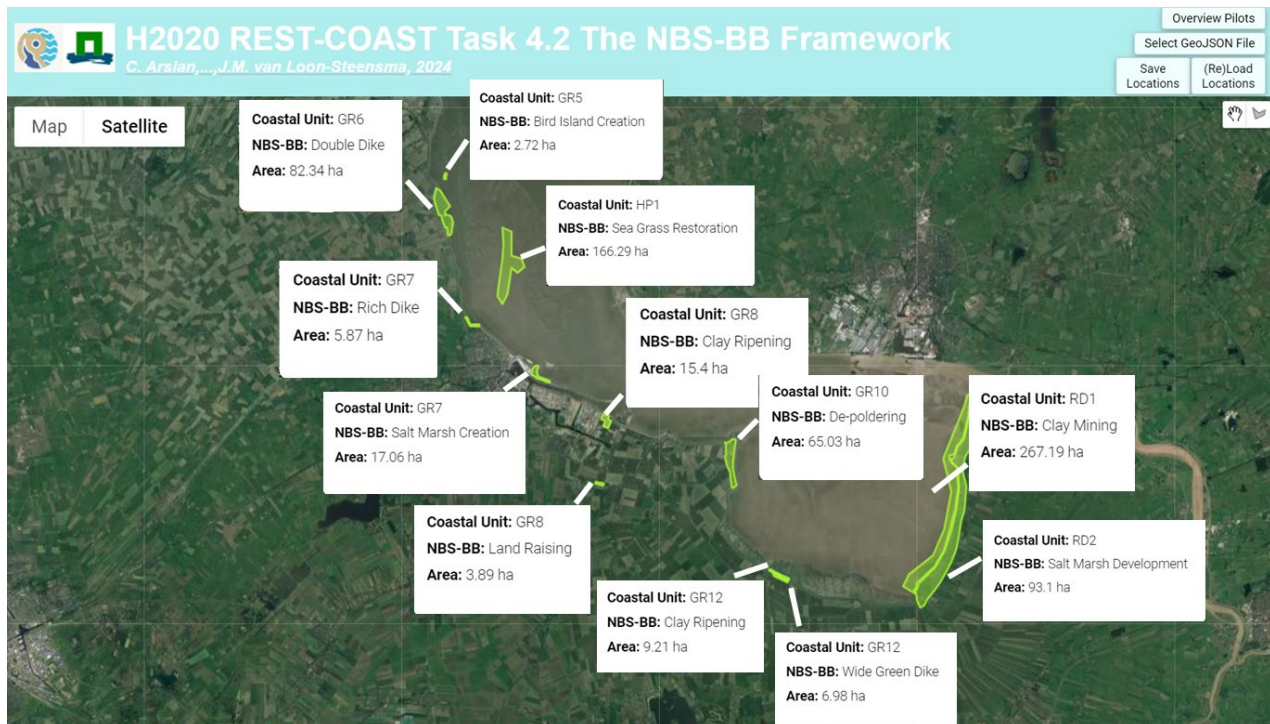 H2020 REST-COAST Task 4.2 The NBS-BB Framework
C. Arslan,...,J.M. van Loon-Steensma, 2024
Overview Pilots
Select GeoJSON File
Save Locations
(Re)Load Locations
Map
Satellite
Coastal Unit: GR6
NBS-BB: Double Dike
Area: 82.34 ha
Coastal Unit: GR5
NBS-BB: Bird Island Creation
Area: 2.72 ha
Coastal Unit: HP1
NBS-BB: Sea Grass Restoration
Area: 166.29 ha
Coastal Unit: GR7
NBS-BB: Rich Dike
Area: 5.87 ha
Coastal Unit: GR8
NBS-BB: Clay Ripening
Area: 15.4 ha
Coastal Unit: GR7
NBS-BB: Salt Marsh Creation
Area: 17.06 ha
Coastal Unit: GR10
NBS-BB: De-poldering
Area: 65.03 ha
Coastal Unit: RD1
NBS-BB: Clay Mining
Area: 267.19 ha
Coastal Unit: GR8
NBS-BB: Land Raising
Area: 3.89 ha
Coastal Unit: RD2
NBS-BB: Salt Marsh Development
Area: 93.1 ha
Coastal Unit: GR12
NBS-BB: Clay Ripening
Area: 9.21 ha
Coastal Unit: GR12
NBS-BB: Wide Green Dike
Area: 6.98 ha